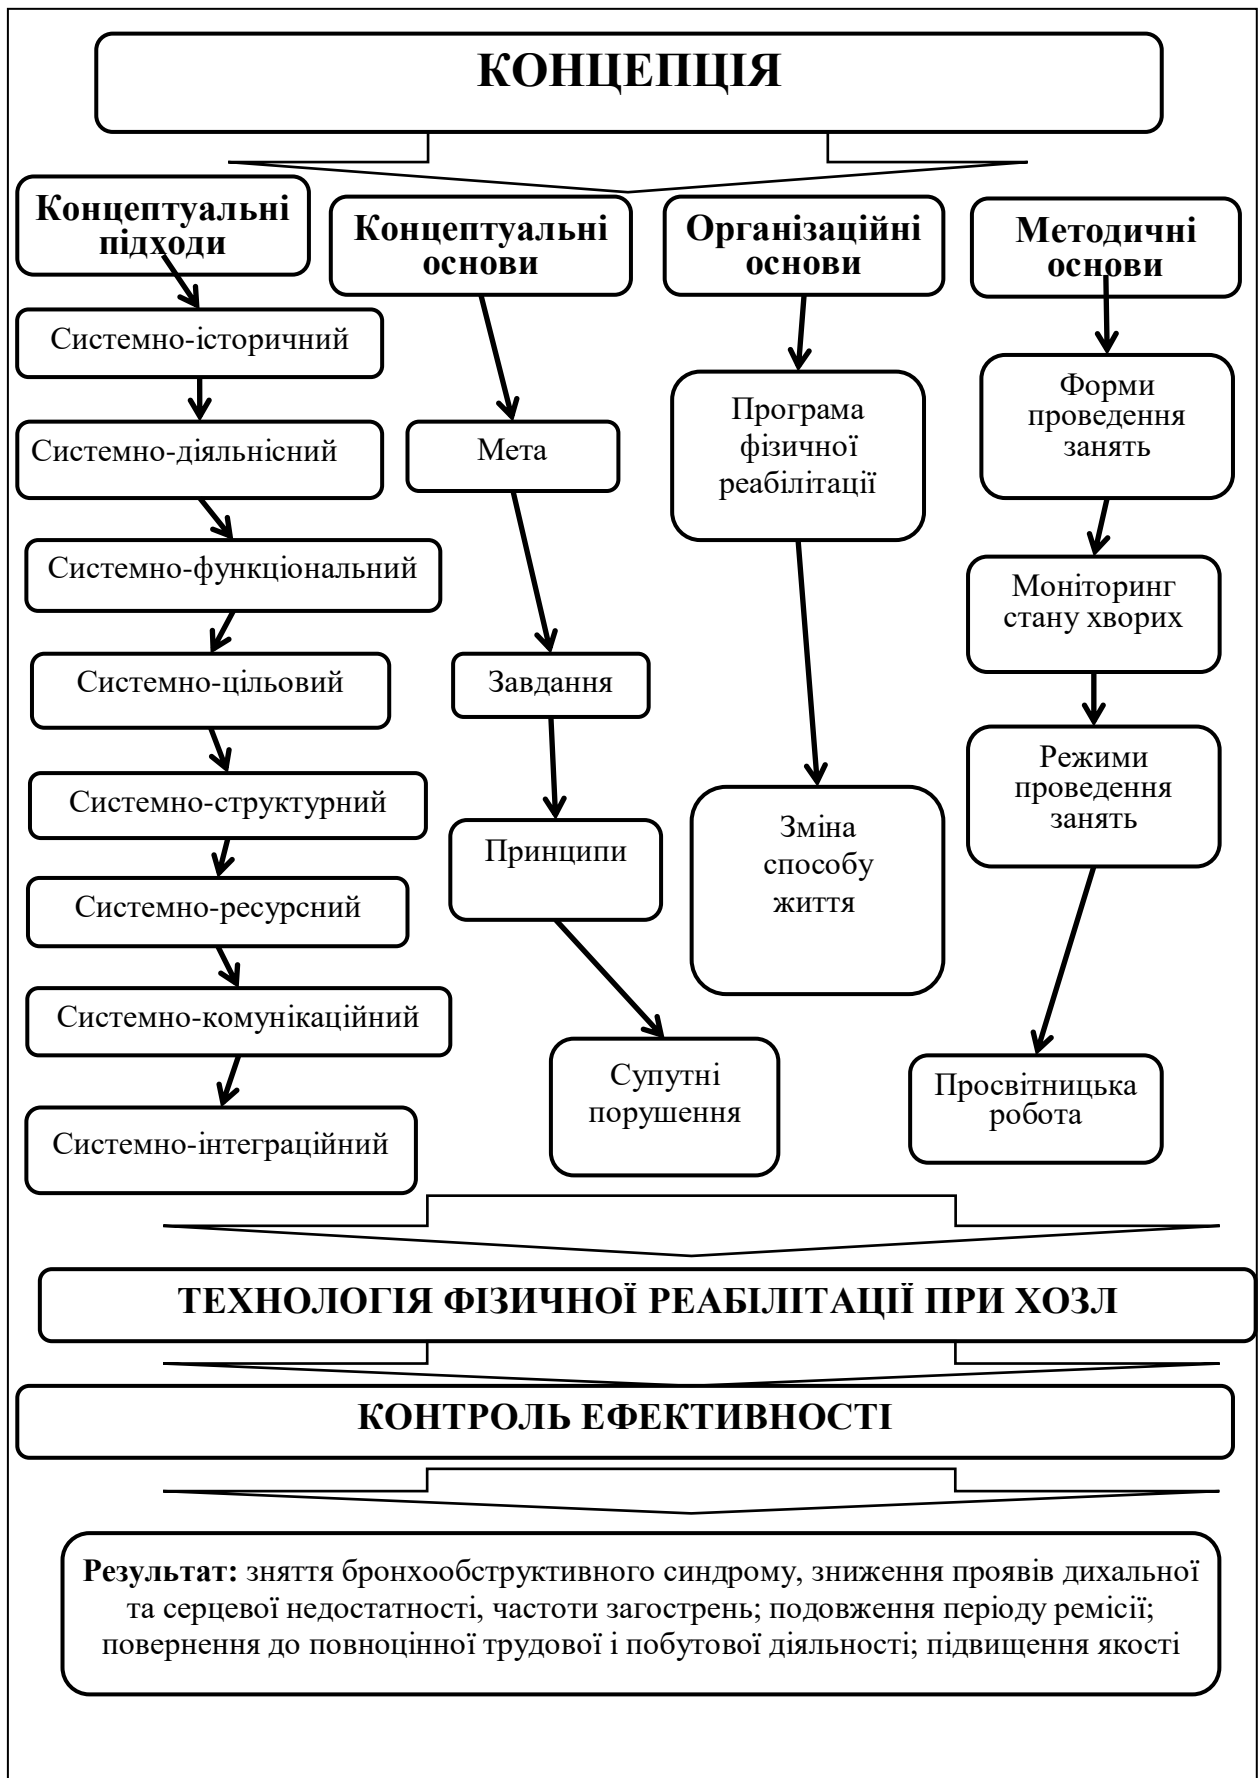 КОНЦЕПЦІЯ
Концептуальні
підходи
Системно-історичний
Системно-діяльнісний
Системно-функціональний
Системно-цільовий
Системно-структурний
Системно-ресурсний
Системно-комунікаційний
Системно-інтеграційний
Концептуальні
основи
Мета
Завдання
Принципи
Супутні
порушення
Організаційні
основи
Програма
фізичної
реабілітації
Зміна
способу
життя
Методичні
основи
Форми
проведення
занять
Моніторинг
стану хворих
Режими
проведення
занять
Просвітницька
робота
ТЕХНОЛОГІЯ ФІЗИЧНОЇ РЕАБІЛІТАЦІЇ ПРИ ХОЗЛ
КОНТРОЛЬ ЕФЕКТИВНОСТІ
Результат: зняття бронхообструктивного синдрому, зниження проявів дихальної
та серцевої недостатності, частоти загострень; подовження періоду ремісії;
повернення до повноцінної трудової і побутової діяльності; підвищення якості